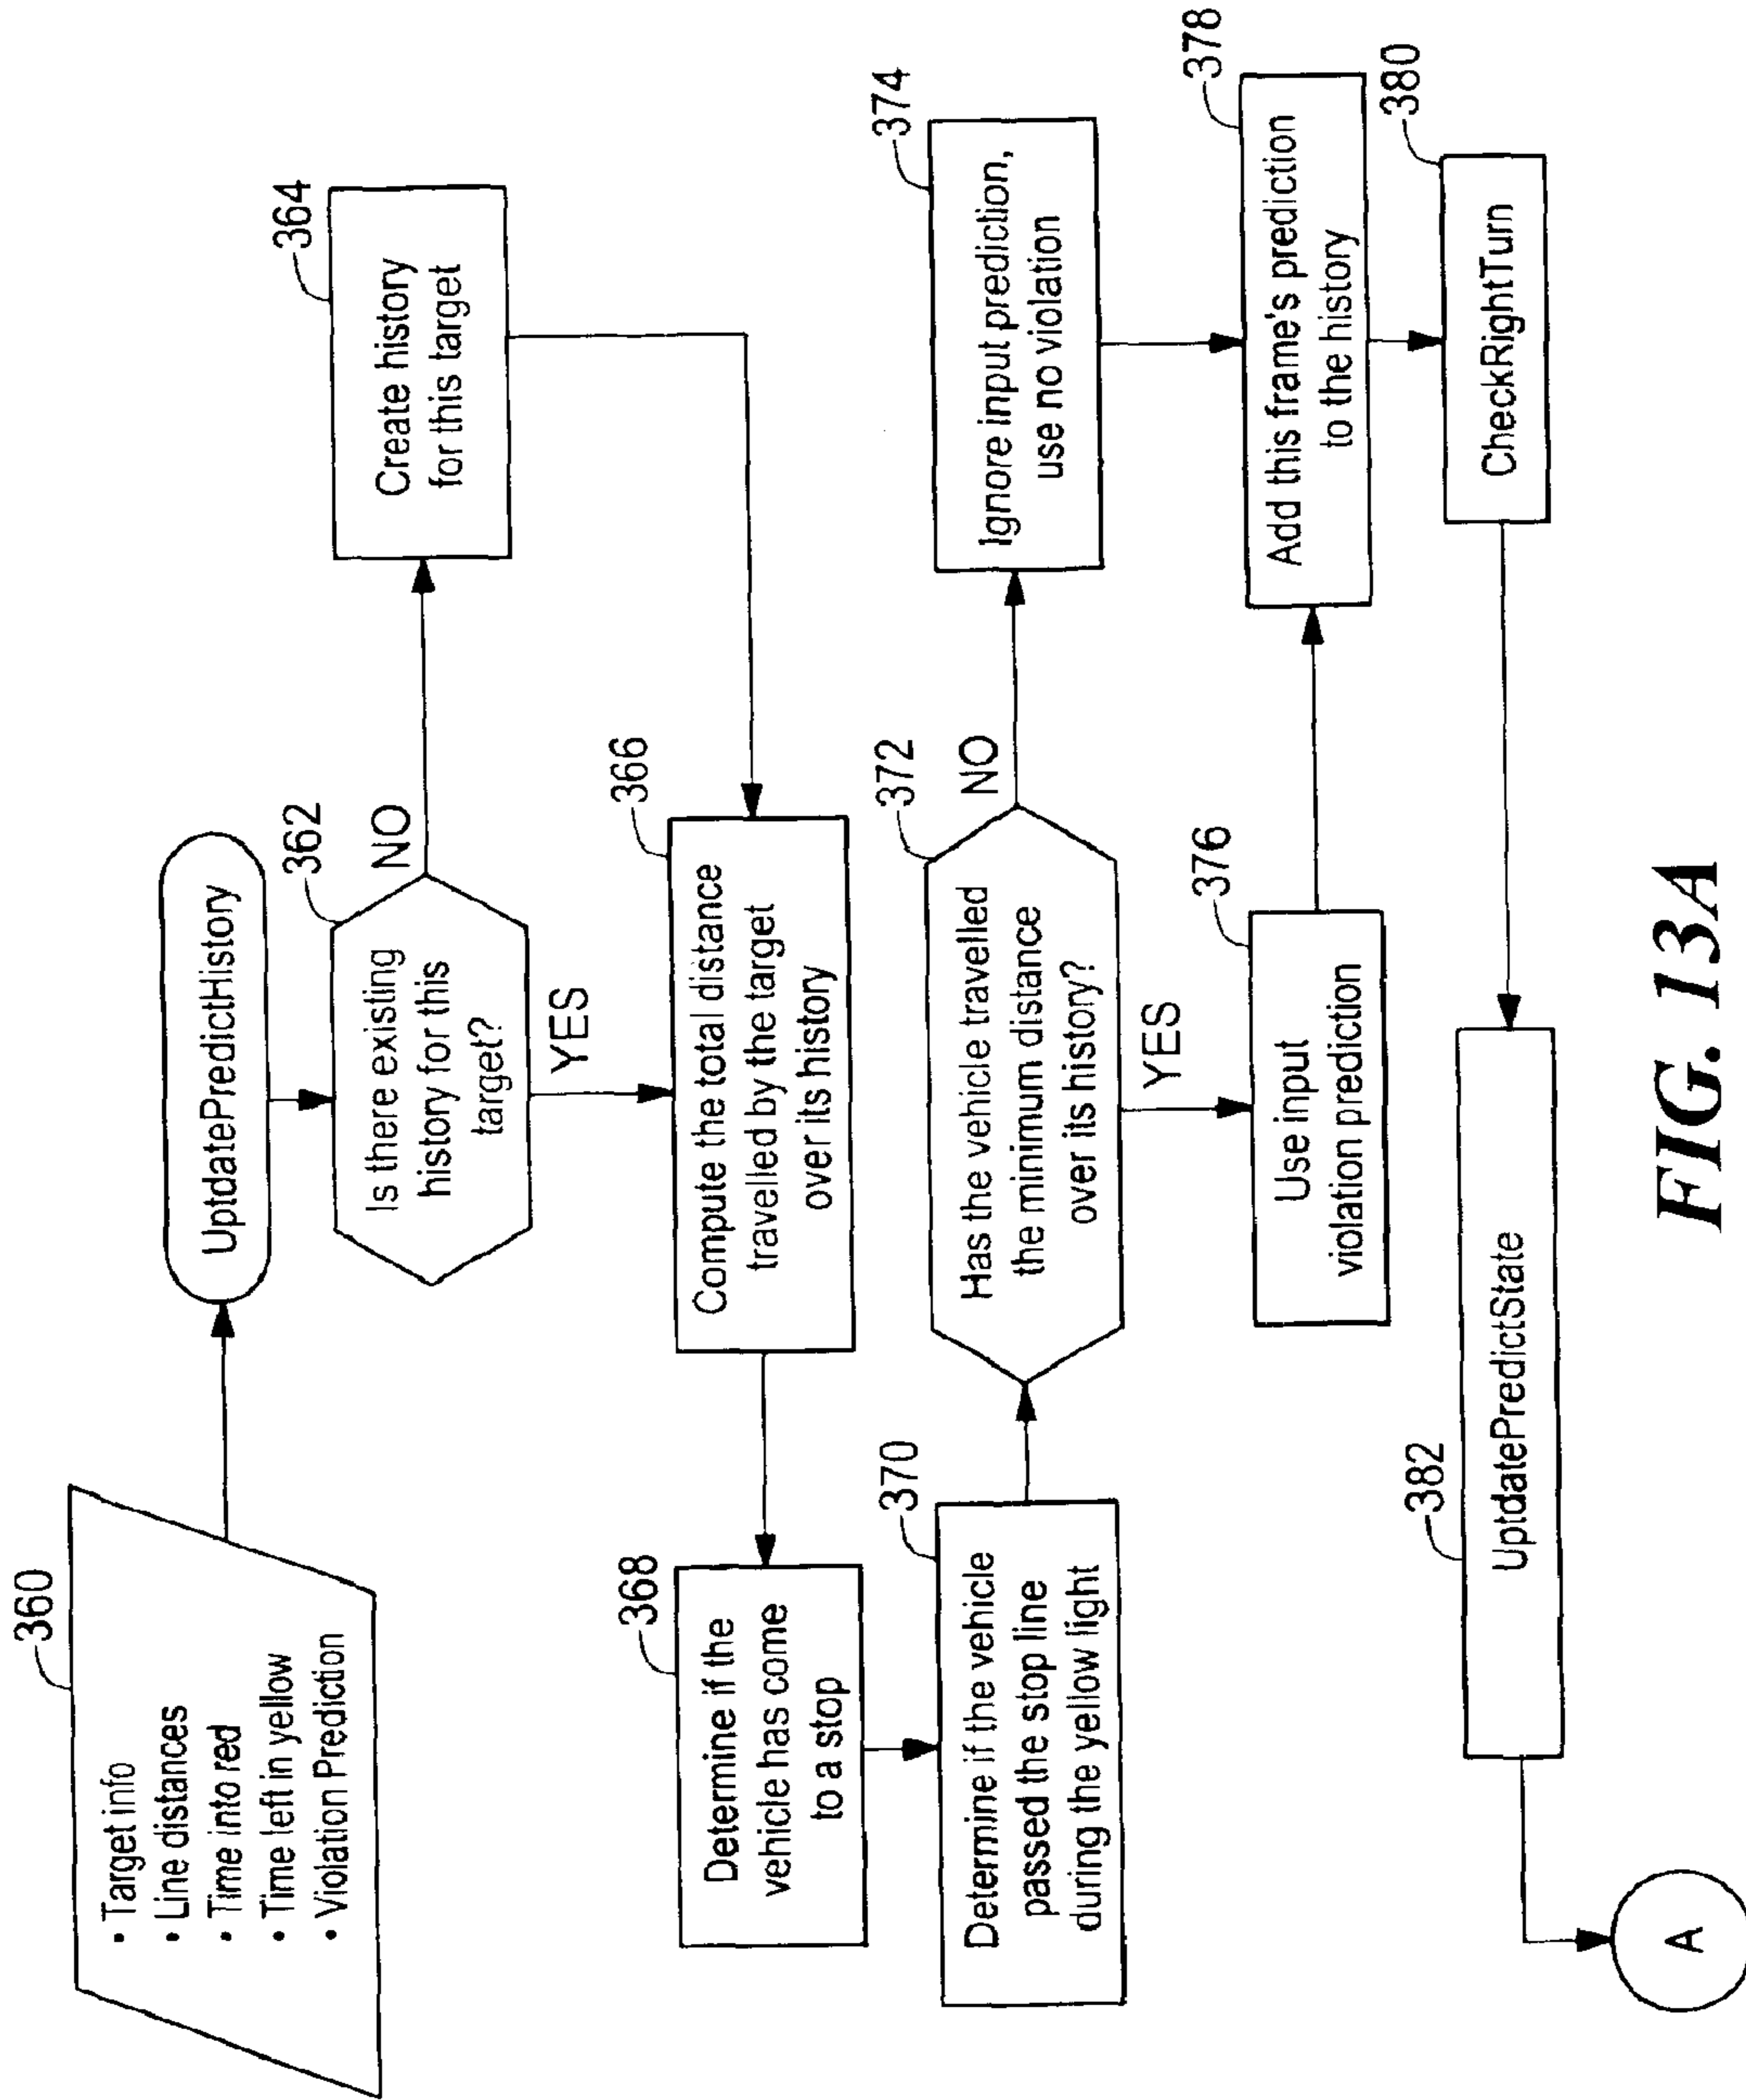 360
• Target info
• Line distances
• Time into red
• Time left in yellow
• Violation Prediction
UptdatePredictHistory
362
Is there existing
history for this
target?
NO
YES
364
Create history
for this target
366
Compute the total distance
travelled by the target
over its history
368
Determine if the
vehicle has come
to a stop
370
Determine if the vehicle
passed the stop line
during the yellow light
372
Has the vehicle travelled
the minimum distance
over its history?
NO
YES
374
Ignore input prediction,
use no violation
376
Use input
violation prediction
378
Add this frame's prediction
to the history
380
CheckRightTurn
382
UptdatePredictState
A
FIG. 13A